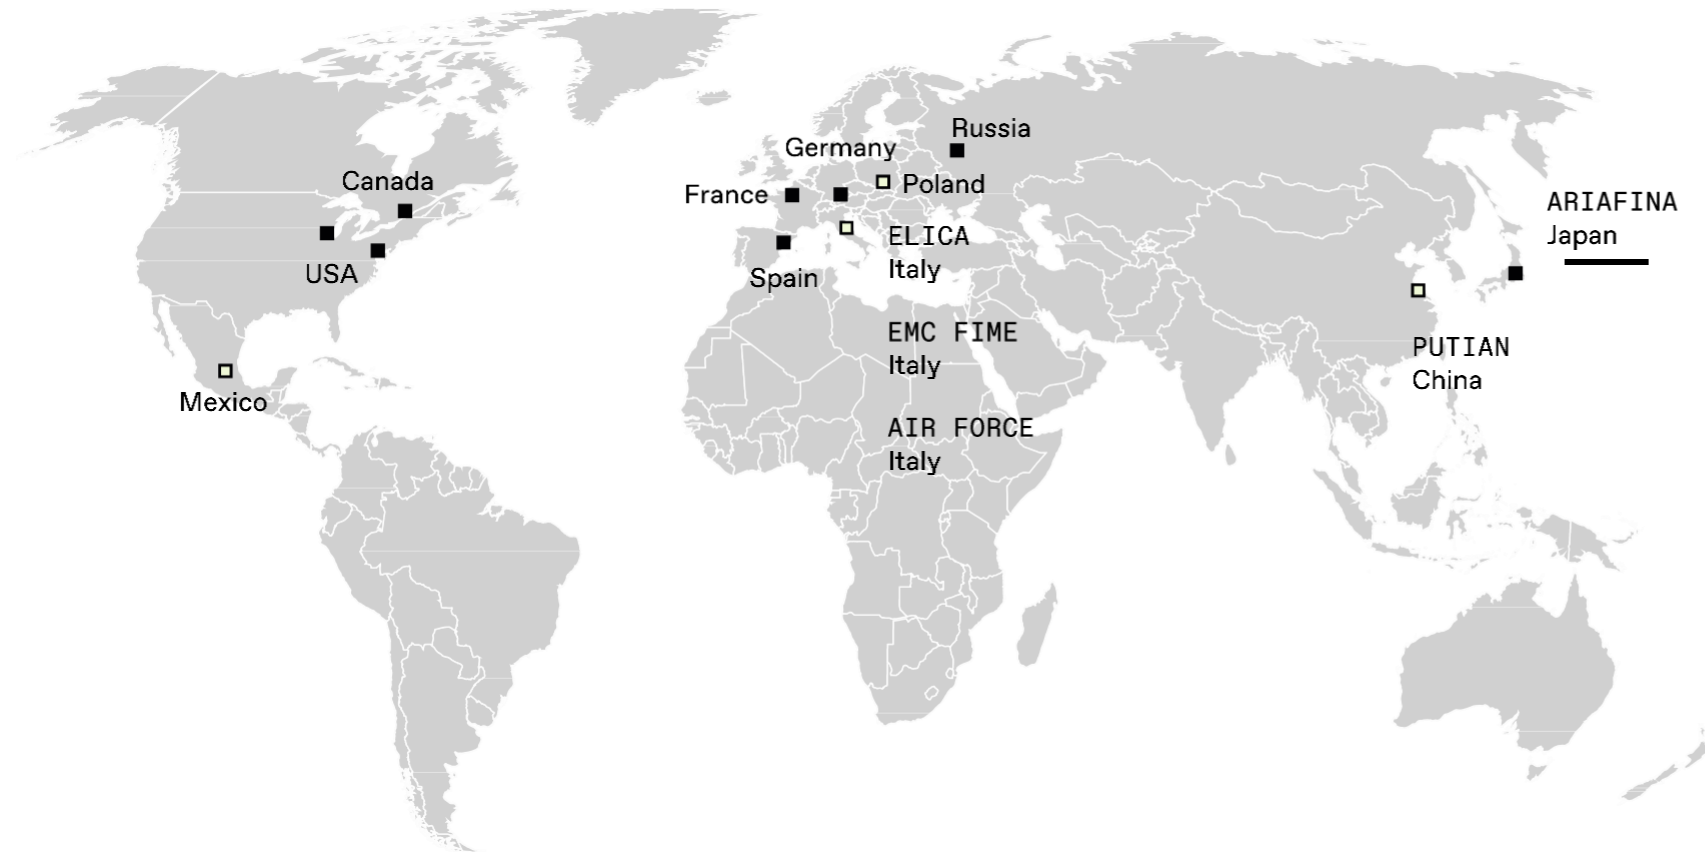 Russia
Germany
Canada
France
Poland
ARIAFINA
Japan
ELICA
Italy
USA
Spain
EMC FIME
Italy
PUTIAN
China
Mexico
AIR FORCE
Italy